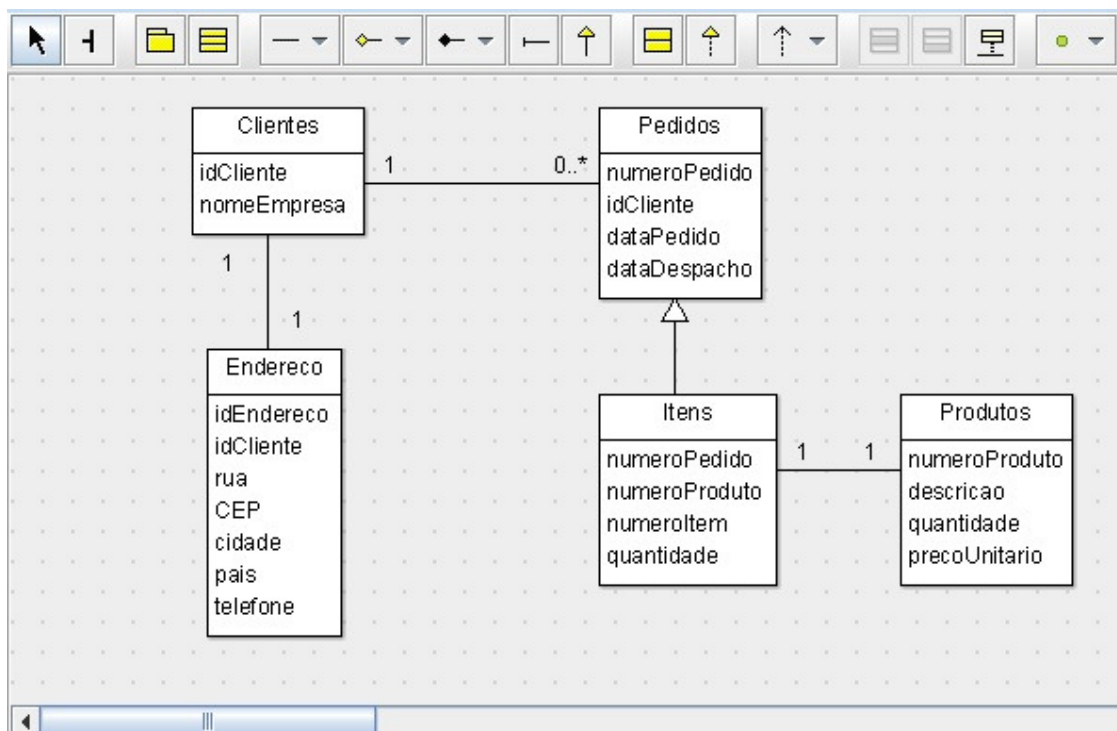 Clientes
idCliente
nomeEmpresa
1
0..*
Pedidos
numeroPedido
idCliente
dataPedido
dataDespacho
1
1
Endereco
idEndereco
idCliente
rua
CEP
cidade
pais
telefone
Itens
numeroPedido
numeroProduto
numeroItem
quantidade
1
1
Produtos
numeroProduto
descricao
quantidade
precoUnitario